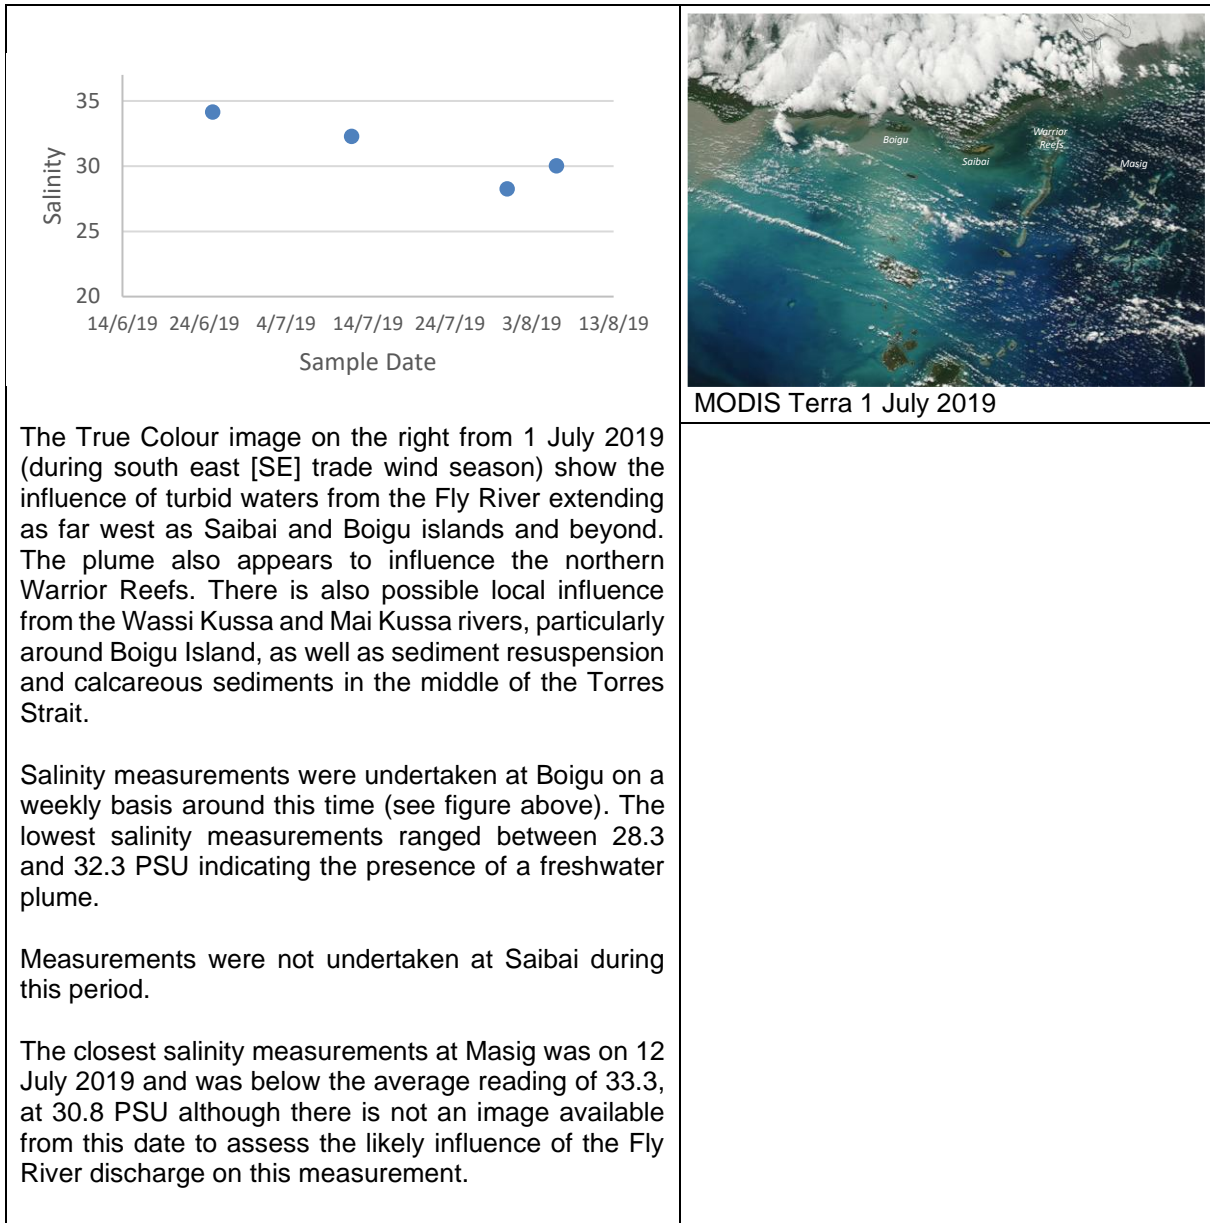 35
30
25
20
Salinity
14/6/19 24/6/19 4/7/19 14/7/19 24/7/19 3/8/19 13/8/19
Sample Date
Boigu
Saibai
Warrior
Reefs
Masig
MODIS Terra 1 July 2019
The True Colour image on the right from 1 July 2019
(during south east [SE] trade wind season) show the
influence of turbid waters from the Fly River extending
as far west as Saibai and Boigu islands and beyond.
The plume also appears to influence the northern
Warrior Reefs. There is also possible local influence
from the Wassi Kussa and Mai Kussa rivers, particularly
around Boigu Island, as well as sediment resuspension
and calcareous sediments in the middle of the Torres
Strait.
Salinity measurements were undertaken at Boigu on a
weekly basis around this time (see figure above). The
lowest salinity measurements ranged between 28.3
and 32.3 PSU indicating the presence of a freshwater
plume.
Measurements were not undertaken at Saibai during
this period.
The closest salinity measurements at Masig was on 12
July 2019 and was below the average reading of 33.3,
at 30.8 PSU although there is not an image available
from this date to assess the likely influence of the Fly
River discharge on this measurement.